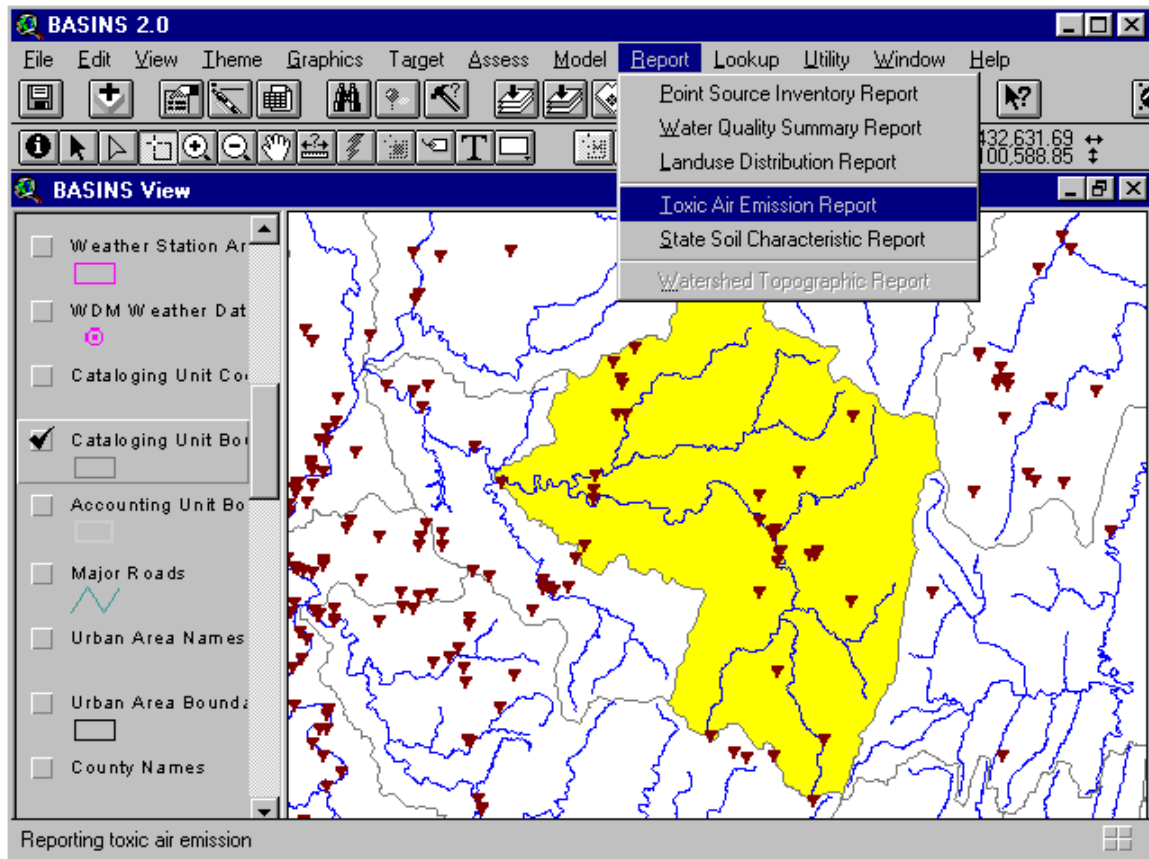 BASINS 2.0
File Edit View Theme Graphics Target Assess Model Report Lookup Utility Window Help
Point Source Inventory Report
Water Quality Summary Report
Landuse Distribution Report
Toxic Air Emission Report
State Soil Characteristic Report
Watershed Topographic Report
432,631.69
100,588.85
T
BASINS View
Weather Station Ar
WDM Weather Dat
Cataloging Unit Co
Cataloging Unit Bou
Accounting Unit Bo
Major Roads
Urban Area Names
Urban Area Bounda
County Names
Reporting toxic air emission